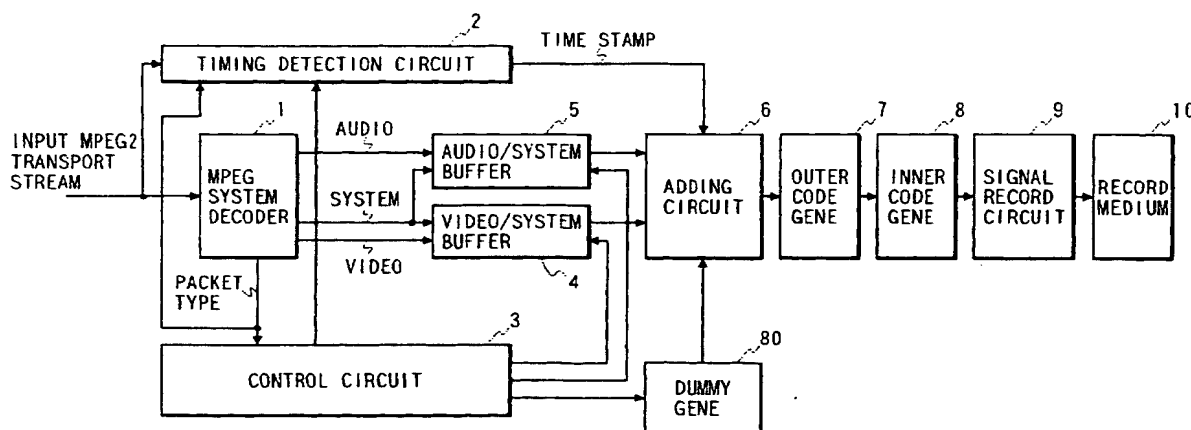 2
TIMING DETECTION CIRCUIT
TIME STAMP
INPUT MPEG2
TRANSPORT
STREAM
1
MPEG
SYSTEM
DECODER
AUDIO
SYSTEM
VIDEO
PACKET
TYPE
5
AUDIO/SYSTEM
BUFFER
VIDEO/SYSTEM
BUFFER
4
6
ADDING
CIRCUIT
7
OUTER
CODE
GENE
8
INNER
CODE
GENE
9
SIGNAL
RECORD
CIRCUIT
10
RECORD
MEDIUM
3
CONTROL CIRCUIT
80
DUMMY
GENE